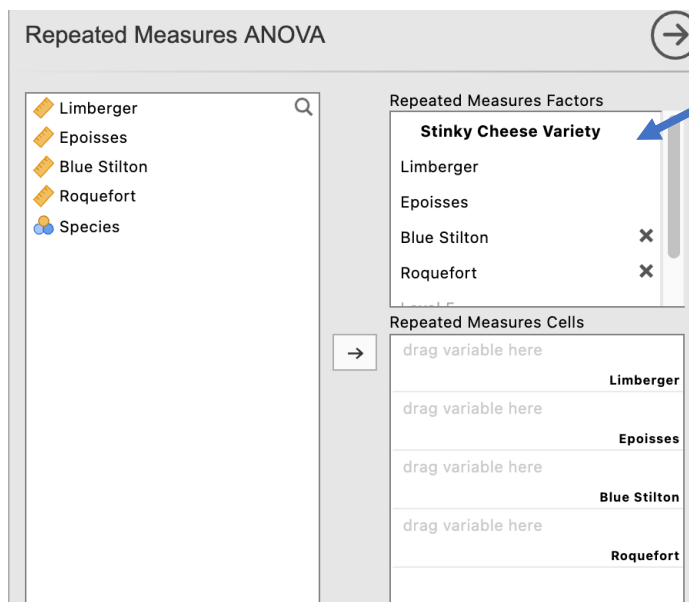 Repeated Measures ANOVA
Limberger
Epoisses
Blue Stilton
Roquefort
Species
Repeated Measures Factors
Stinky Cheese Variety
Limberger
Epoisses
Blue Stilton
Roquefort
Repeated Measures Cells
drag variable here
Limberger
drag variable here
Epoisses
drag variable here
Blue Stilton
drag variable here
Roquefort